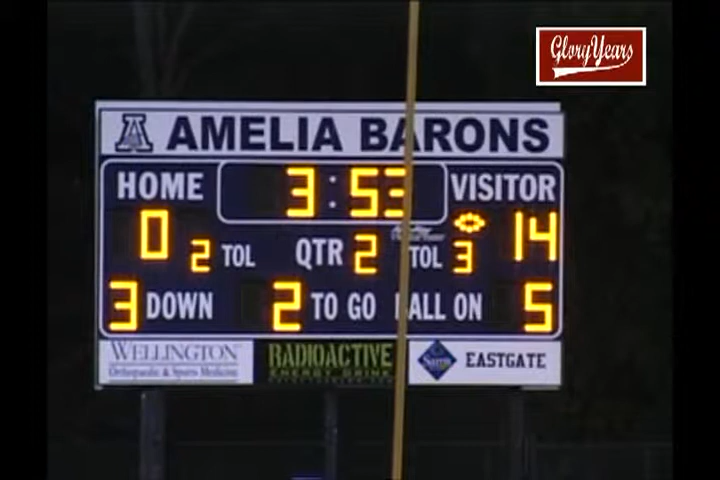 GloryYears
A AMELIA BARONS
HOME 3:53 VISITOR
0 2 TOL QTR 2 TOL 3 14
3 DOWN 2 TO GO BALL ON 5
WELLINGTON RADIOACTIVE EASTGATE
Orthopaedic & Sports Medicine ENERGY DRINK Sam's